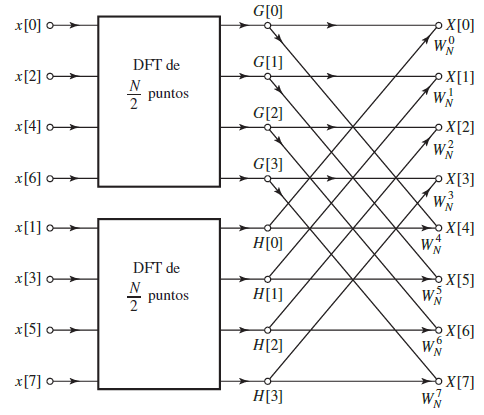 G[0]
x[0] X[0]
W_N^0
G[1]
DFT de
x[2] X[1]
N/2 puntos
W_N^1
G[2]
x[4] X[2]
W_N^2
G[3]
x[6] X[3]
W_N^3
x[1] X[4]
H[0] W_N^4
DFT de
x[3] X[5]
N/2 puntos
H[1] W_N^5
x[5] X[6]
H[2] W_N^6
x[7] X[7]
H[3] W_N^7